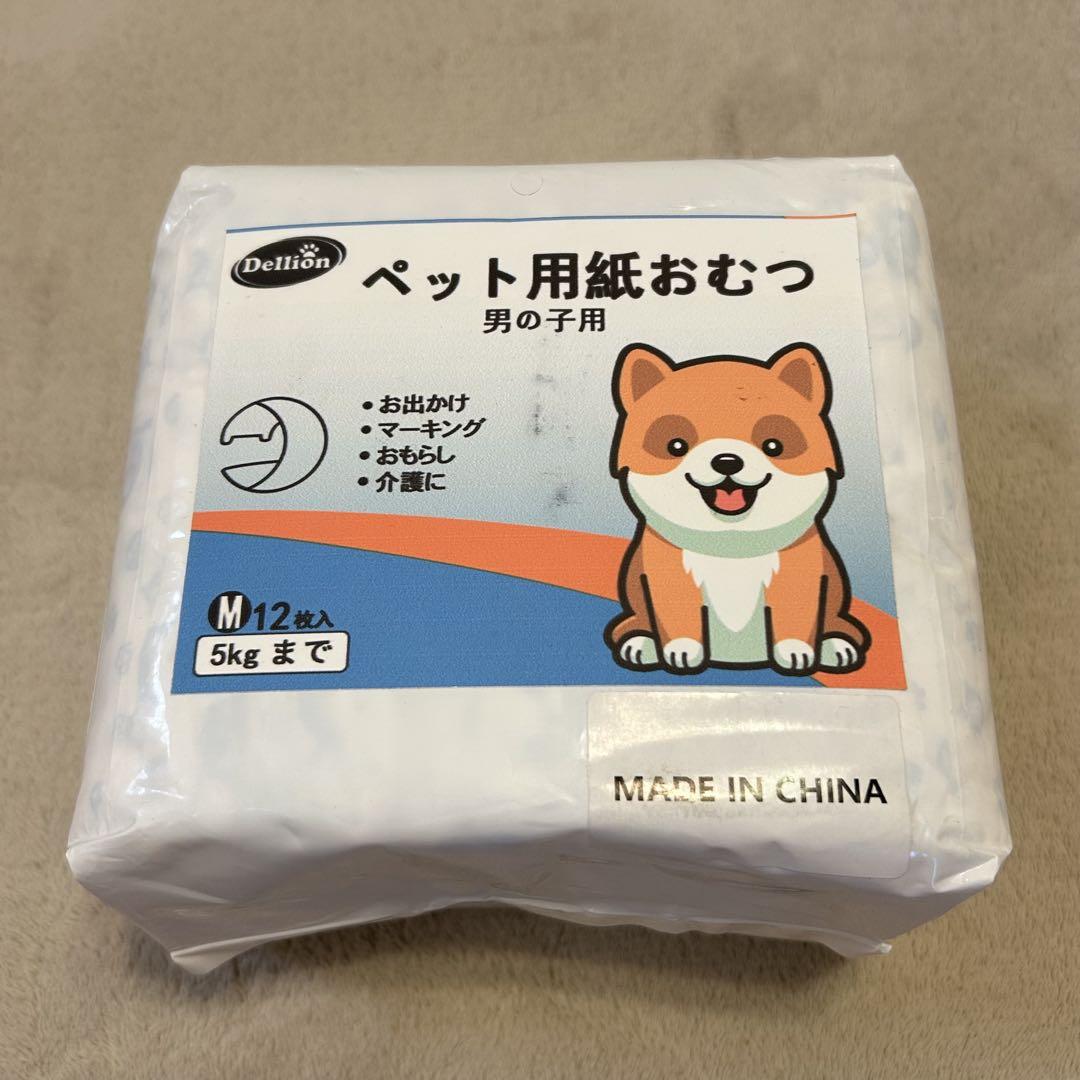 Dellion
ペット用紙おむつ
男の子用
• お出かけ
• マーキング
• おもらし
• 介護に
M 12枚入
5kg まで
MADE IN CHINA